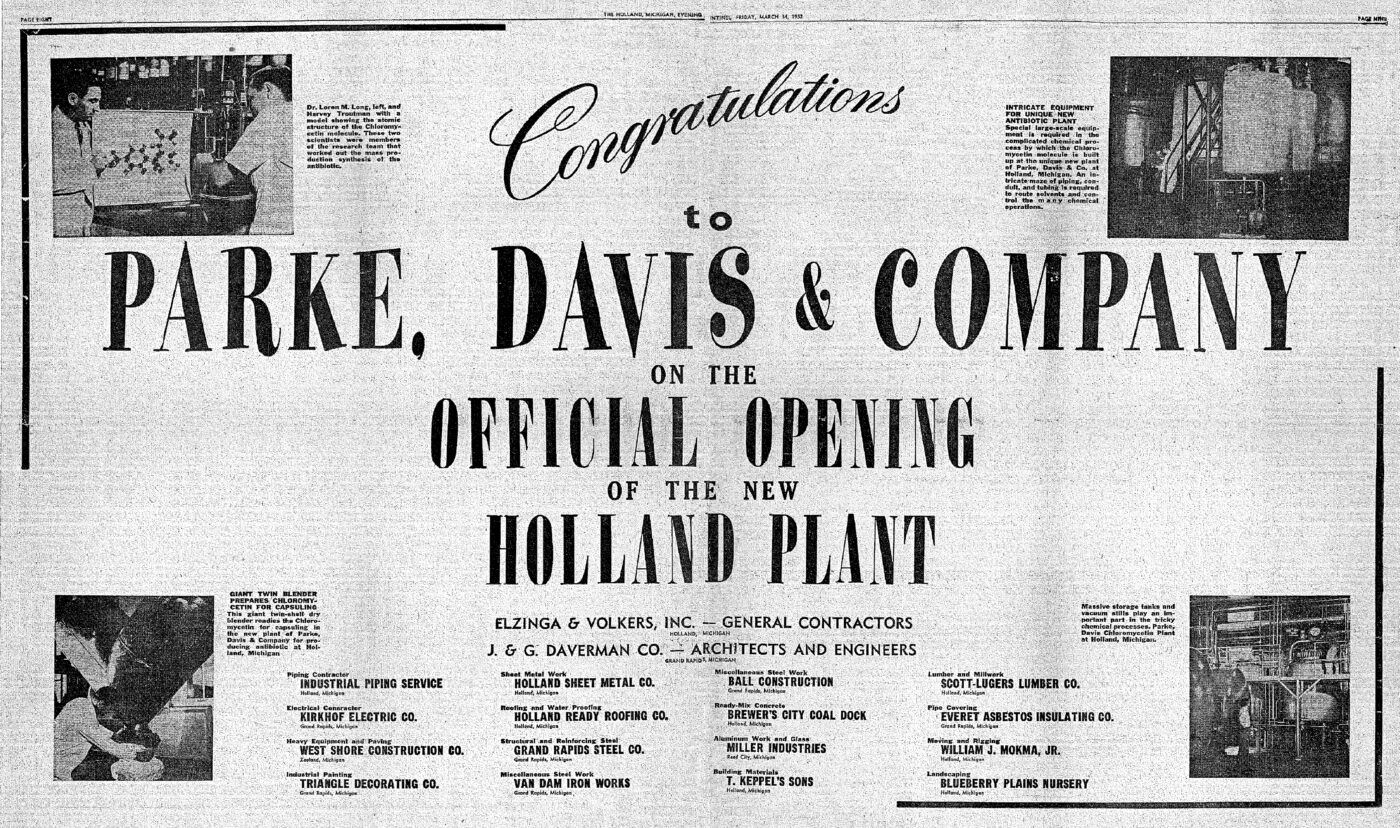 PAGE EIGHT
THE HOLLAND, MICHIGAN, EVENING
INTINEL, FRIDAY, MARCH 14, 1952
PAGE NINE
Dr. Loren M. Long, left, and
Harvey Troutman with a
model showing the atomic
structure of the Chloromy-
cetin molecule. These two
scientists were members
of the research team that
worked out the mass pro-
duction synthesis of the
antibiotic.
Congratulations
INTRICATE EQUIPMENT
FOR UNIQUE NEW
ANTIBIOTIC PLANT
Special large-scale equip-
ment is required in the
complicated chemical pro-
cess by which the Chloro-
mycetin molecule is built
up at the unique new plant
of Parke, Davis & Co. at
Holland, Michigan. An in-
tricate maze of piping, con-
duit, and tubing is required
to route solvents and con-
trol the many chemical
operations.
to
PARKE, DAVIS & COMPANY
ON THE
OFFICIAL OPENING
OF THE NEW
HOLLAND PLANT
GIANT TWIN BLENDER
PREPARES CHLOROMY-
CETIN FOR CAPSULING
This giant twin-shell dry
blender readies the Chloro-
mycetin for capsuling in
the new plant of Parke,
Davis & Company for pro-
ducing antibiotic at Hol-
land, Michigan
Massive storage tanks and
vacuum stills play an im-
portant part in the tricky
chemical processes. Parke,
Davis Chloromycetin Plant
at Holland, Michigan.
ELZINGA & VOLKERS, INC. — GENERAL CONTRACTORS
HOLLAND, MICHIGAN
J. & G. DAVERMAN CO. — ARCHITECTS AND ENGINEERS
GRAND RAPIDS, MICHIGAN
Piping Contractor
INDUSTRIAL PIPING SERVICE
Holland, Michigan
Electrical Contractor
KIRKHOF ELECTRIC CO.
Grand Rapids, Michigan
Heavy Equipment and Paving
WEST SHORE CONSTRUCTION CO.
Zeeland, Michigan
Industrial Painting
TRIANGLE DECORATING CO.
Grand Rapids, Michigan
Sheet Metal Work
HOLLAND SHEET METAL CO.
Holland, Michigan
Roofing and Water Proofing
HOLLAND READY ROOFING CO.
Holland, Michigan
Structural and Reinforcing Steel
GRAND RAPIDS STEEL CO.
Grand Rapids, Michigan
Miscellaneous Steel Work
VAN DAM IRON WORKS
Grand Rapids, Michigan
Miscellaneous Steel Work
BALL CONSTRUCTION
Grand Rapids, Michigan
Ready-Mix Concrete
BREWER'S CITY COAL DOCK
Holland, Michigan
Aluminum Work and Glass
MILLER INDUSTRIES
Reed City, Michigan
Building Materials
T. KEPPEL'S SONS
Holland, Michigan
Lumber and Millwork
SCOTT-LUGERS LUMBER CO.
Holland, Michigan
Pipe Covering
EVERET ASBESTOS INSULATING CO.
Grand Rapids, Michigan
Moving and Rigging
WILLIAM J. MOKMA, JR.
Holland, Michigan
Landscaping
BLUEBERRY PLAINS NURSERY
Holland, Michigan